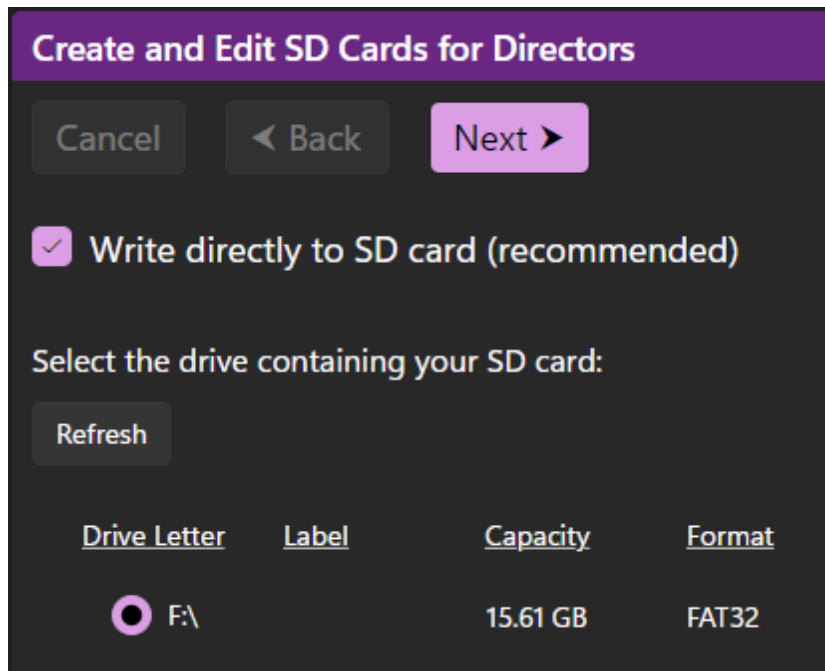 Create and Edit SD Cards for Directors
Cancel ⮜ Back Next ⮞
Write directly to SD card (recommended)
Select the drive containing your SD card:
Refresh
Drive Letter Label Capacity Format
F:\ 15.61 GB FAT32